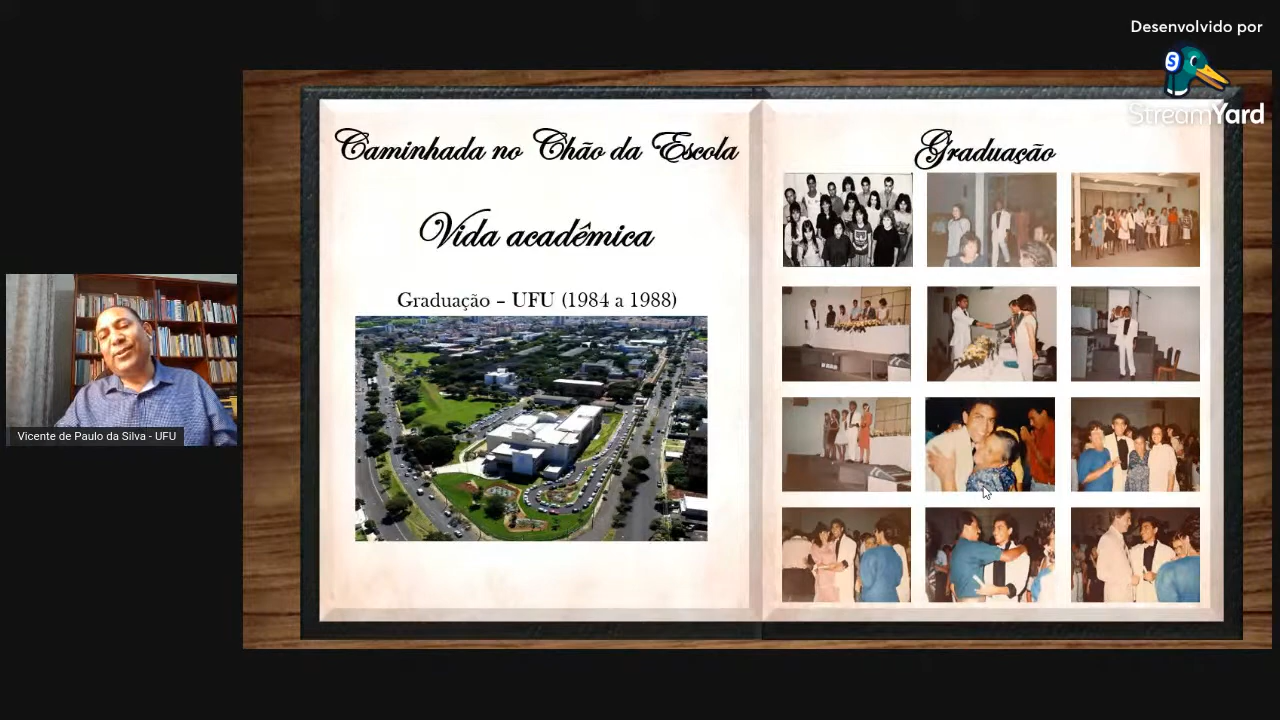 Desenvolvido por
S
StreamYard
Caminhada no Chão da Escola
Vida acadêmica
Graduação – UFU (1984 a 1988)
Graduação
Vicente de Paulo da Silva - UFU